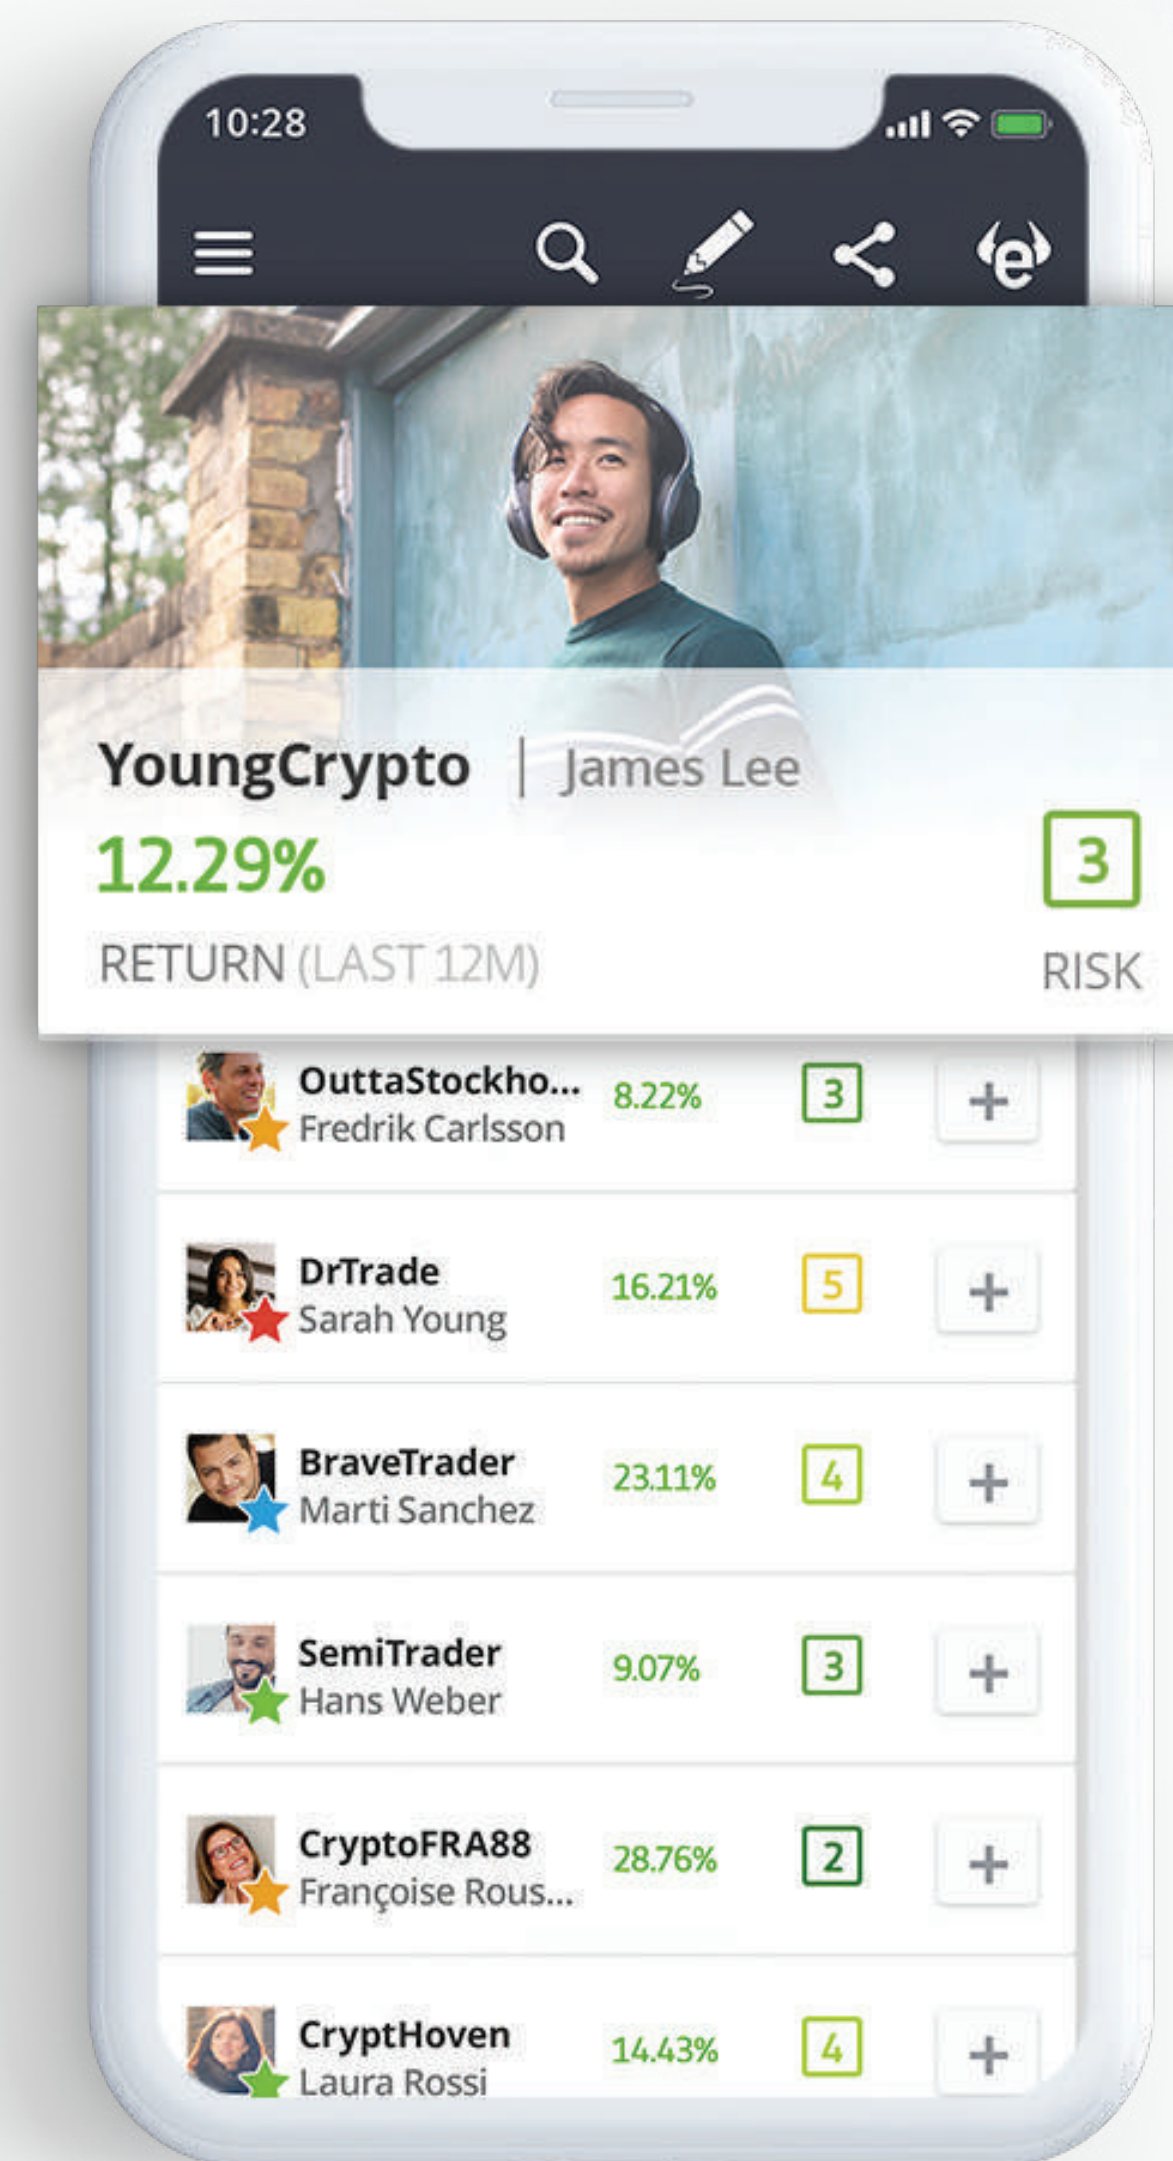 10:28
e
YoungCrypto | James Lee
12.29%
3
RETURN (LAST 12M)
RISK
OuttaStockho...
Fredrik Carlsson
8.22%
3
+
DrTrade
Sarah Young
16.21%
5
+
BraveTrader
Marti Sanchez
23.11%
4
+
SemiTrader
Hans Weber
9.07%
3
+
CryptoFRA88
Françoise Rous...
28.76%
2
+
CryptHoven
Laura Rossi
14.43%
4
+